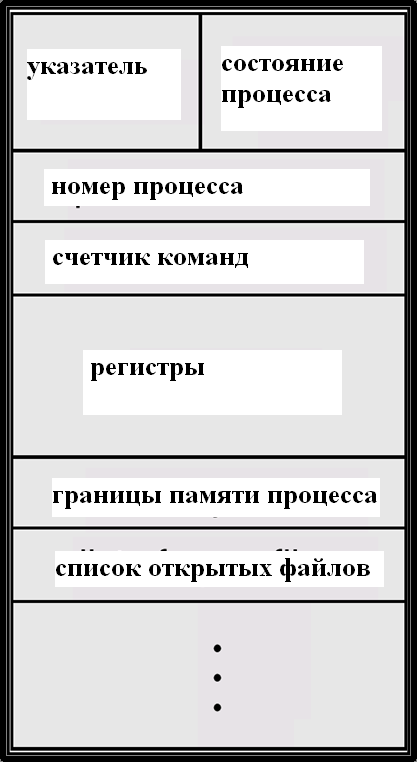 указатель
состояние
процесса
номер процесса
счетчик команд
регистры
границы памяти процесса
список открытых файлов